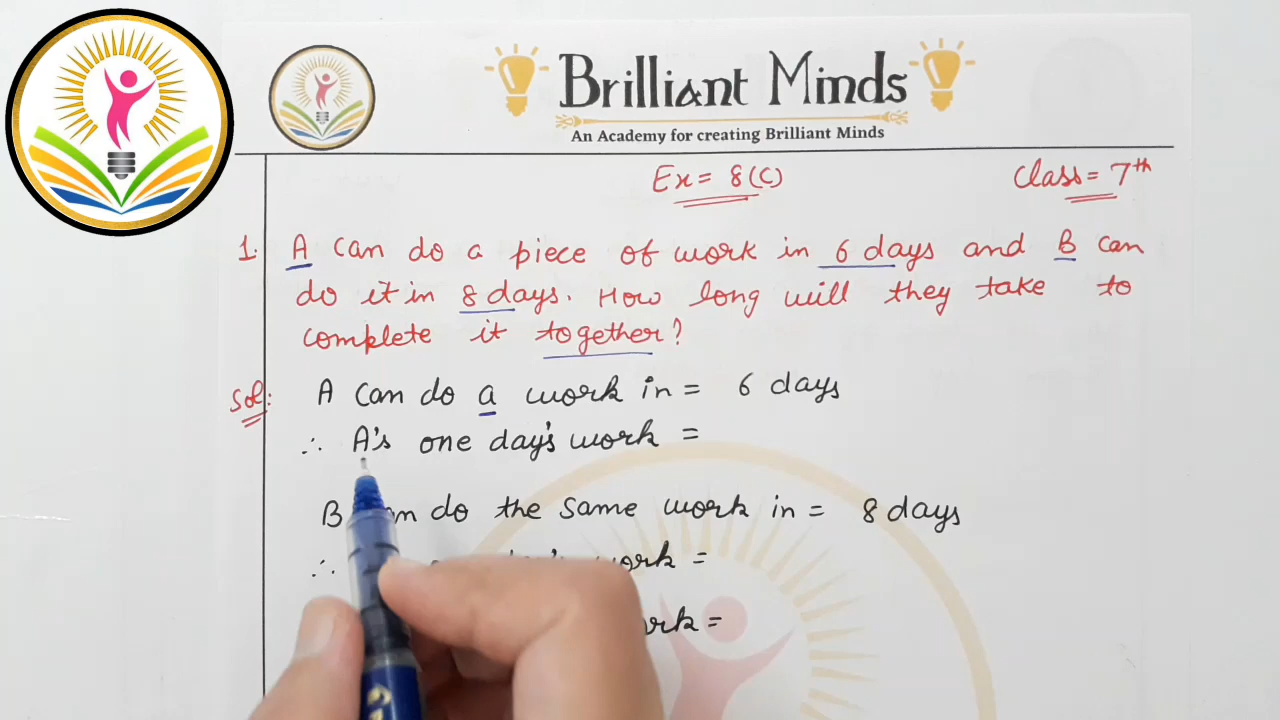 Brilliant Minds
An Academy for creating Brilliant Minds
Ex = 8(C)
Class = 7th
1. A can do a piece of work in 6 days and B can
do it in 8 days. How long will they take to
complete it together?
Sol: A can do a work in = 6 days
∴ A's one day's work =
B can do the same work in = 8 days
∴ work =
work =